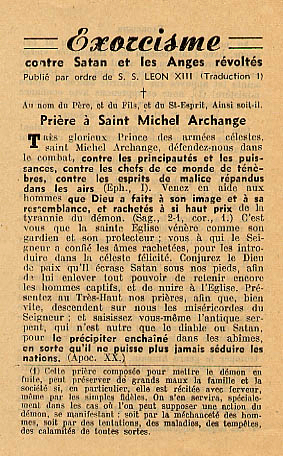 Exorcisme
contre Satan et les Anges révoltés
Publié par ordre de S. S. LEON XIII (Traduction 1)
†
Au nom du Père, et du Fils, et du St-Esprit, Ainsi soit-il.
Prière à Saint Michel Archange
Très glorieux Prince des armées célestes,
saint Michel Archange, défendez-nous dans
le combat, contre les principautés et les puis-
sances, contre les chefs de ce monde de ténè-
bres, contre les esprits de malice répandus
dans les airs (Eph., I). Venez en aide aux
hommes que Dieu a faits à son image et à sa
ressemblance, et rachetés à si haut prix de
la tyrannie du démon. (Sag., 2-1, cor., 1.) (C'est
vous que la sainte Eglise vénère comme son
gardien et son protecteur ; vous à qui le Sei-
gneur a confié les âmes rachetées, pour les intro-
duire dans la céleste félicité. Conjurez le Dieu
de paix qu'Il écrase Satan sous nos pieds, afin
de lui enlever tout pouvoir de retenir encore
les hommes captifs, et de nuire à l'Eglise. Pré-
sentez au Très-Haut nos prières, afin que, bien
vite, descendent sur nous les miséricordes du
Seigneur ; et saisissez vous-même l'antique ser-
pent, qui n'est autre que le diable ou Satan,
pour le précipiter enchaîné dans les abîmes,
en sorte qu'il ne puisse plus jamais séduire les
nations. (Apoc. XX.)
(1) Cette prière composée pour mettre le démon en
fuite, peut préserver de grands maux la famille et la
société si, en particulier, elle est récitée avec ferveur,
même par les simples fidèles. On s'en servira, spéciale-
ment dans les cas où l'on peut supposer une action du
démon, se manifestant : soit par la méchanceté des hom-
mes, soit par des tentations, des maladies, des tempêtes,
des calamités de toutes sortes.